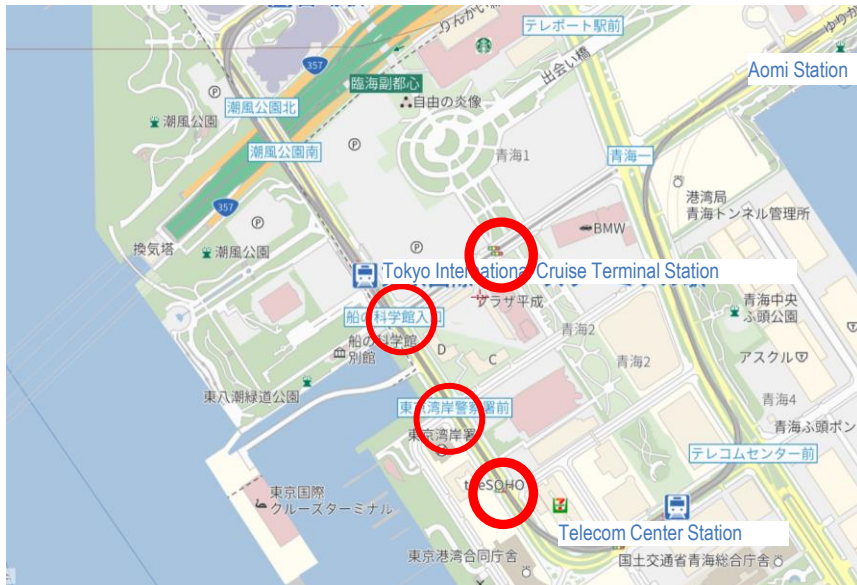 りんかい
テレポート駅前
ゆりか
Aomi Station
357
臨海副都心
出会い橋
自由の炎像
潮風公園北
潮風公園
潮風公園南
青海1
青海一
港湾局
青海トンネル管理所
357
BMW
換気塔
潮風公園
Tokyo International Cruise Terminal Station
プラザ平成
船の科学館入口
青海中央
ふ頭公園
青海2
船の科学館
別館
D
C
青海2
アスクル
東八潮緑道公園
青海4
東京湾岸警察署前
青海ふ頭ポン
東京湾岸署
テレコムセンター前
theSOHO
東京国際
クルーズターミナル
7
Telecom Center Station
東京港湾合同庁舎
国土交通省青海総合庁舎